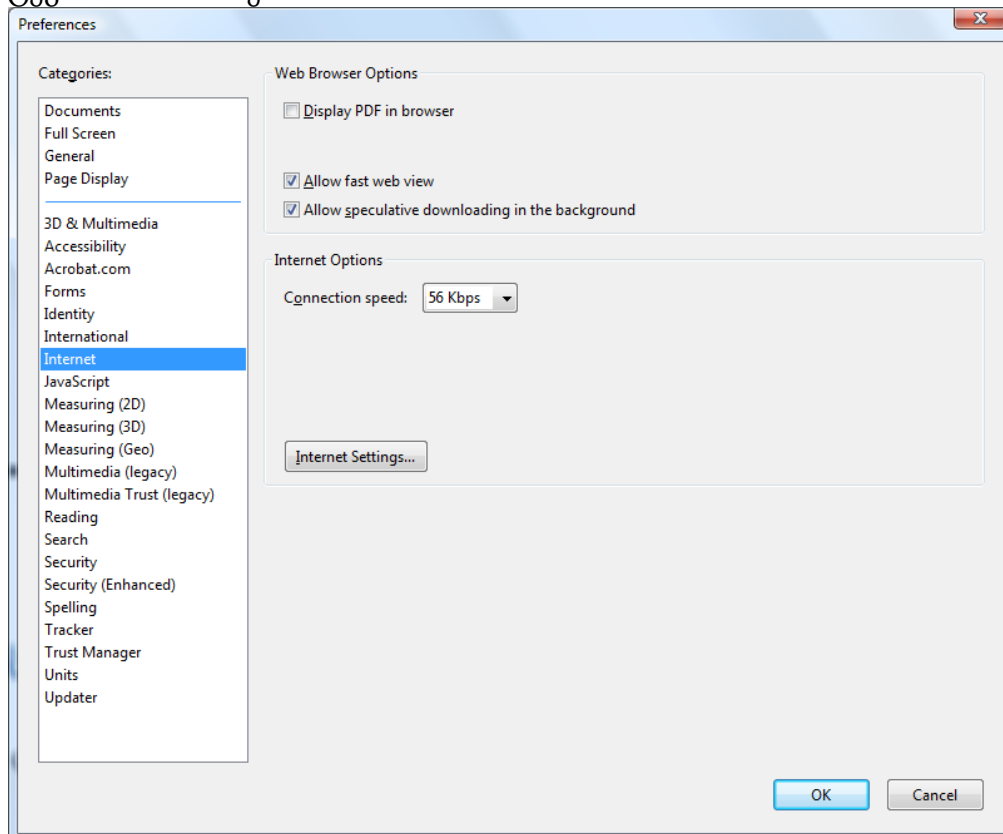 Preferences
Categories:
Documents
Full Screen
General
Page Display
3D & Multimedia
Accessibility
Acrobat.com
Forms
Identity
International
Internet
JavaScript
Measuring (2D)
Measuring (3D)
Measuring (Geo)
Multimedia (legacy)
Multimedia Trust (legacy)
Reading
Search
Security
Security (Enhanced)
Spelling
Tracker
Trust Manager
Units
Updater
Web Browser Options
Display PDF in browser
Allow fast web view
Allow speculative downloading in the background
Internet Options
Connection speed: 56 Kbps
Internet Settings...
OK Cancel